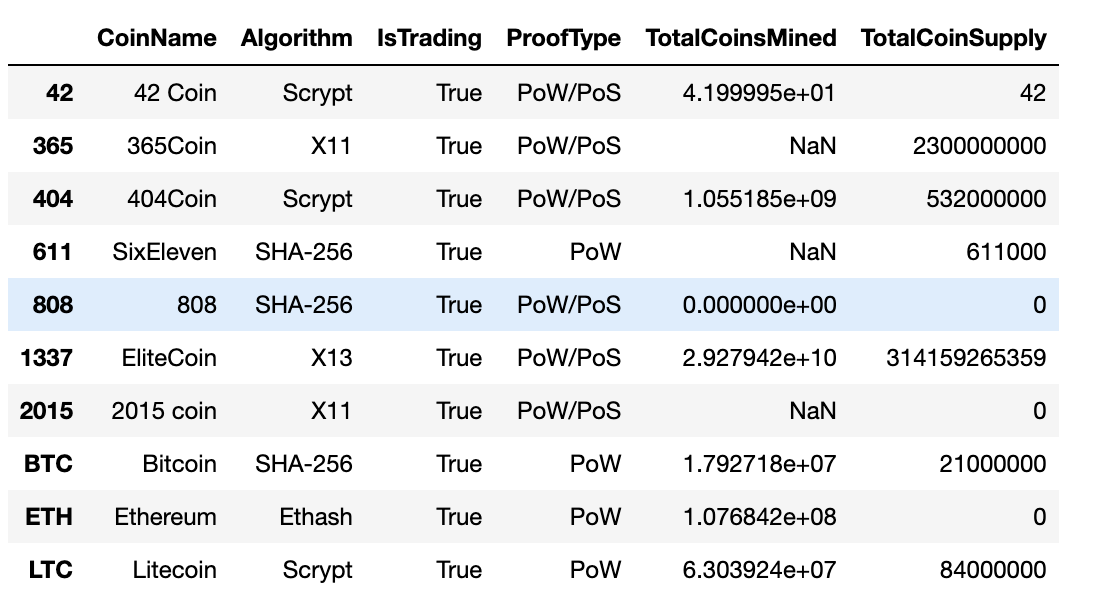 CoinName Algorithm IsTrading ProofType TotalCoinsMined TotalCoinSupply
42 42 Coin Scrypt True PoW/PoS 4.199995e+01 42
365 365Coin X11 True PoW/PoS NaN 2300000000
404 404Coin Scrypt True PoW/PoS 1.055185e+09 532000000
611 SixEleven SHA-256 True PoW NaN 611000
808 808 SHA-256 True PoW/PoS 0.000000e+00 0
1337 EliteCoin X13 True PoW/PoS 2.927942e+10 314159265359
2015 2015 coin X11 True PoW/PoS NaN 0
BTC Bitcoin SHA-256 True PoW 1.792718e+07 21000000
ETH Ethereum Ethash True PoW 1.076842e+08 0
LTC Litecoin Scrypt True PoW 6.303924e+07 84000000